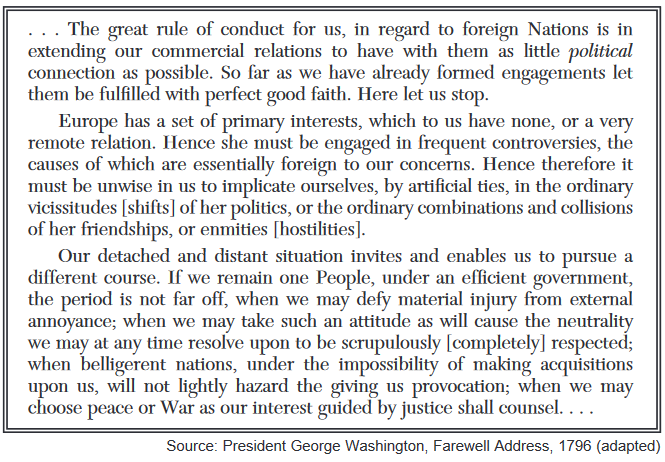 . . . The great rule of conduct for us, in regard to foreign Nations is in
extending our commercial relations to have with them as little political
connection as possible. So far as we have already formed engagements let
them be fulfilled with perfect good faith. Here let us stop.
Europe has a set of primary interests, which to us have none, or a very
remote relation. Hence she must be engaged in frequent controversies, the
causes of which are essentially foreign to our concerns. Hence therefore it
must be unwise in us to implicate ourselves, by artificial ties, in the ordinary
vicissitudes [shifts] of her politics, or the ordinary combinations and collisions
of her friendships, or enmities [hostilities].
Our detached and distant situation invites and enables us to pursue a
different course. If we remain one People, under an efficient government,
the period is not far off, when we may defy material injury from external
annoyance; when we may take such an attitude as will cause the neutrality
we may at any time resolve upon to be scrupulously [completely] respected;
when belligerent nations, under the impossibility of making acquisitions
upon us, will not lightly hazard the giving us provocation; when we may
choose peace or War as our interest guided by justice shall counsel. . . .
Source: President George Washington, Farewell Address, 1796 (adapted)